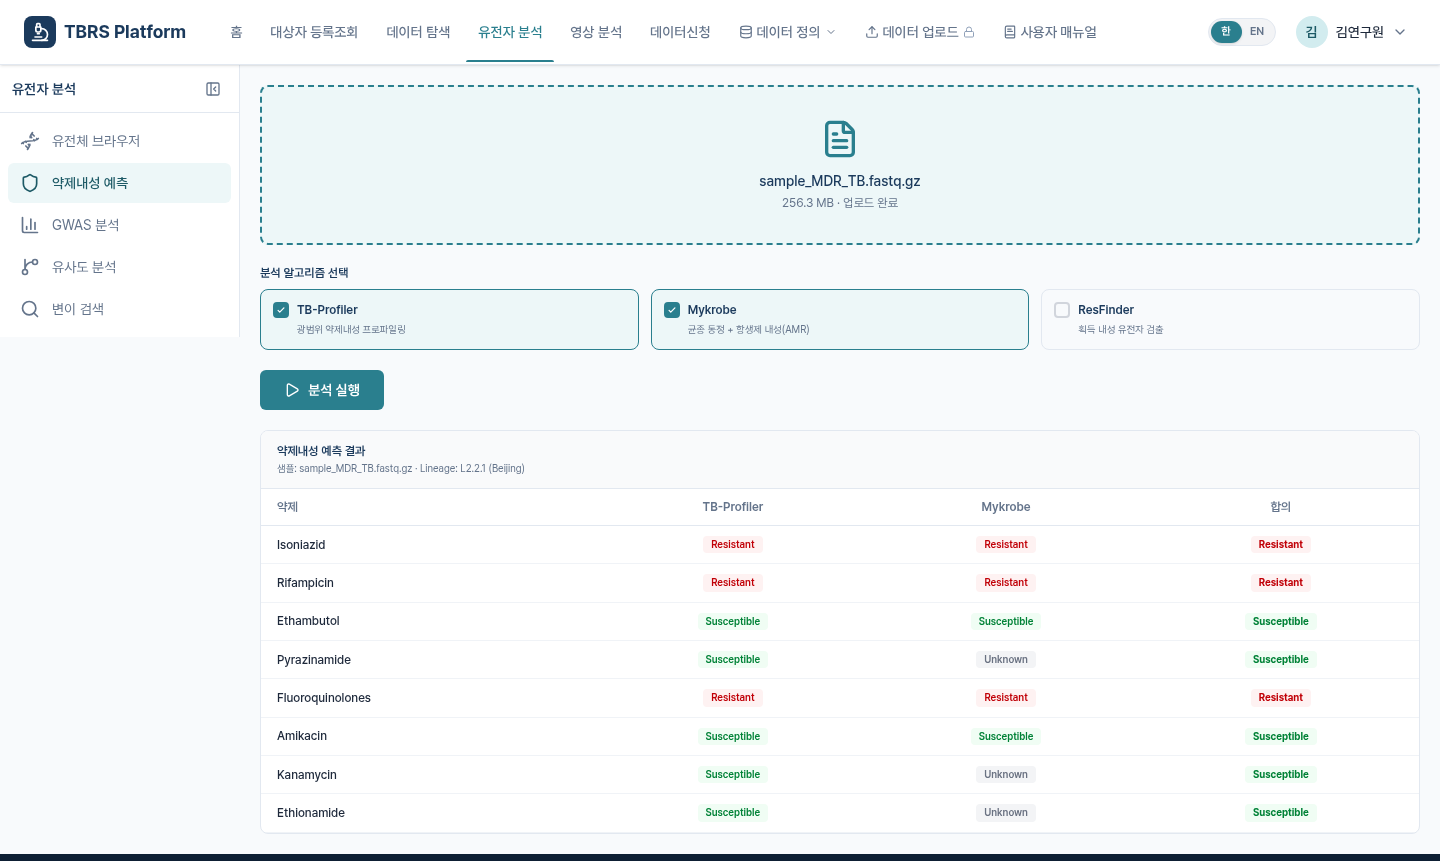 TBRS Platform
홈 대상자 등록조회 데이터 탐색 유전자 분석 영상 분석 데이터신청 데이터 정의 데이터 업로드 사용자 매뉴얼
한 EN
김 김연구원
유전자 분석
유전체 브라우저
약제내성 예측
GWAS 분석
유사도 분석
변이 검색
sample_MDR_TB.fastq.gz
256.3 MB · 업로드 완료
분석 알고리즘 선택
TB-Profiler
광범위 약제내성 프로파일링
Mykrobe
균종 동정 + 항생제 내성(AMR)
ResFinder
획득 내성 유전자 검출
분석 실행
약제내성 예측 결과
샘플: sample_MDR_TB.fastq.gz · Lineage: L2.2.1 (Beijing)
약제 TB-Profiler Mykrobe 합의
Isoniazid Resistant Resistant Resistant
Rifampicin Resistant Resistant Resistant
Ethambutol Susceptible Susceptible Susceptible
Pyrazinamide Susceptible Unknown Susceptible
Fluoroquinolones Resistant Resistant Resistant
Amikacin Susceptible Susceptible Susceptible
Kanamycin Susceptible Unknown Susceptible
Ethionamide Susceptible Unknown Susceptible